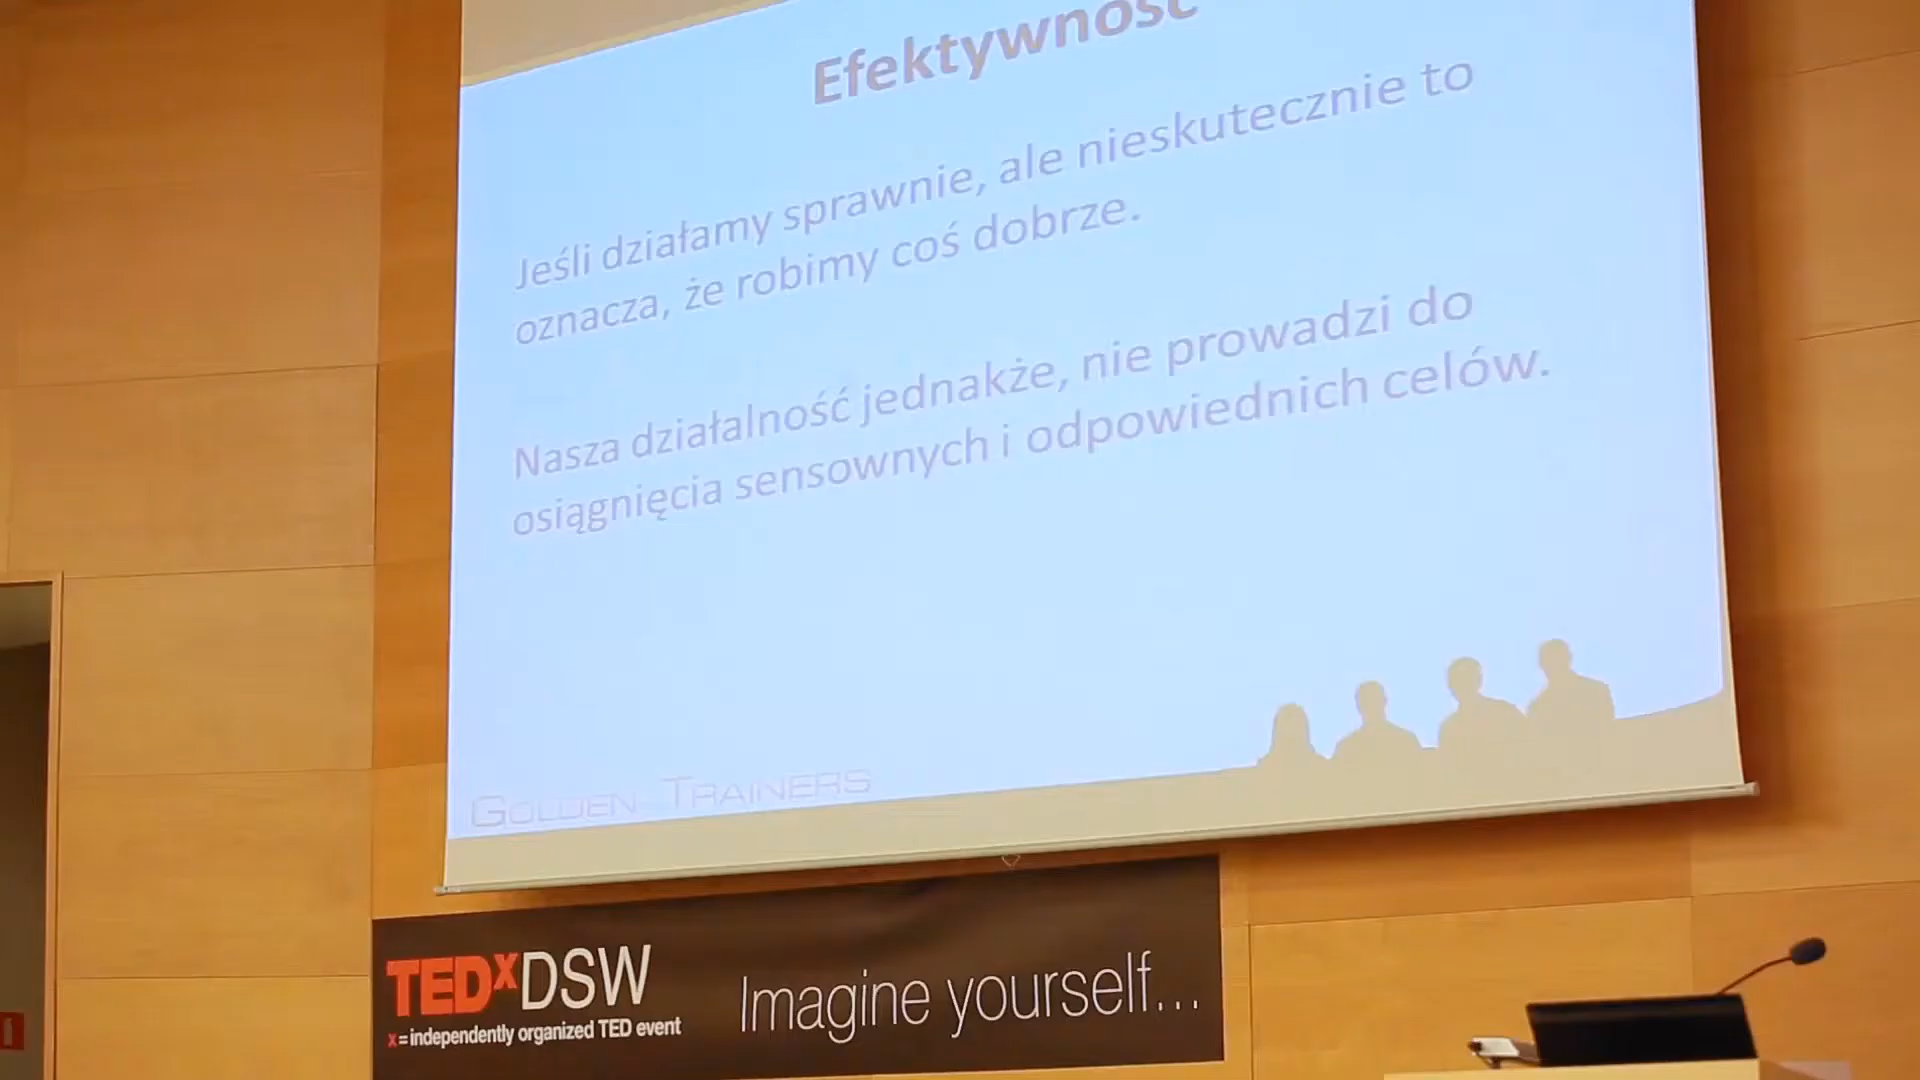 Efektywność
Jeśli działamy sprawnie, ale nieskutecznie to
oznacza, że robimy coś dobrze.
Nasza działalność jednakże, nie prowadzi do
osiągnięcia sensownych i odpowiednich celów.
GOLDEN TRAINERS
TEDxDSW
x=independently organized TED event
Imagine yourself...